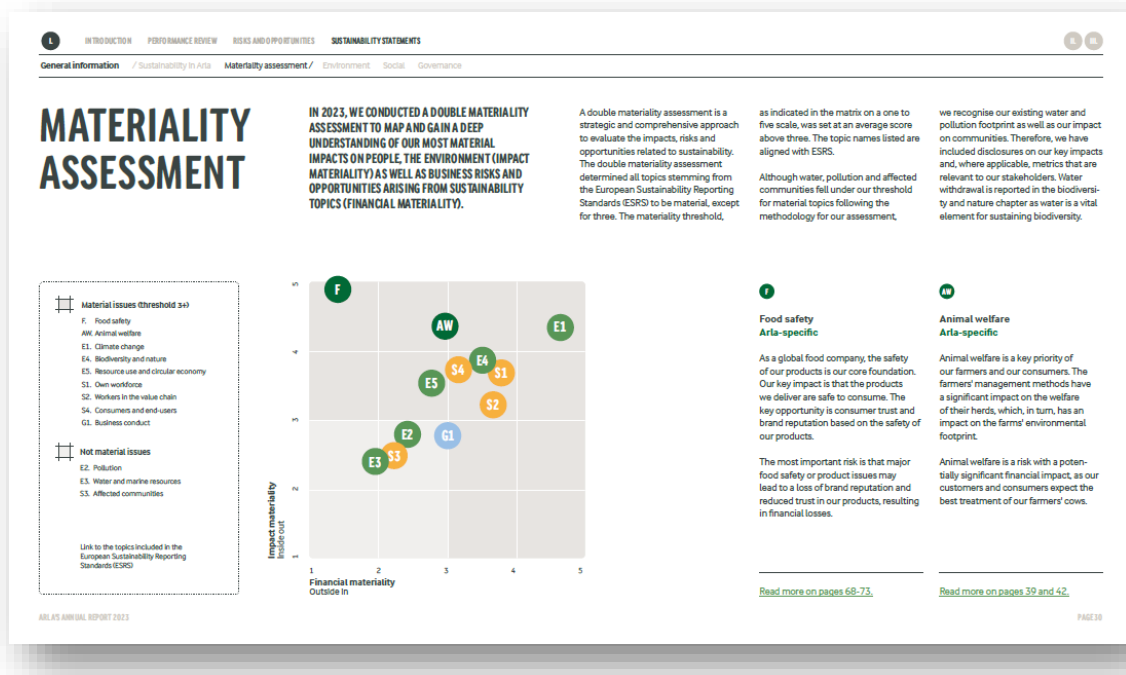 L INTRODUCTION PERFORMANCE REVIEW RISKS AND OPPORTUNITIES SUSTAINABILITY STATEMENTS
General information / Sustainability in Arla Materiality assessment / Environment Social Governance
MATERIALITY
ASSESSMENT
IN 2023, WE CONDUCTED A DOUBLE MATERIALITY
ASSESSMENT TO MAP AND GAIN A DEEP
UNDERSTANDING OF OUR MOST MATERIAL
IMPACTS ON PEOPLE, THE ENVIRONMENT (IMPACT
MATERIALITY) AS WELL AS BUSINESS RISKS AND
OPPORTUNITIES ARISING FROM SUSTAINABILITY
TOPICS (FINANCIAL MATERIALITY).
A double materiality assessment is a
strategic and comprehensive approach
to evaluate the impacts, risks and
opportunities related to sustainability.
The double materiality assessment
determined all topics stemming from
the European Sustainability Reporting
Standards (ESRS) to be material, except
for three. The materiality threshold,
as indicated in the matrix on a one to
five scale, was set at an average score
above three. The topic names listed are
aligned with ESRS.
Although water, pollution and affected
communities fell under our threshold
for material topics following the
methodology for our assessment,
we recognise our existing water and
pollution footprint as well as our impact
on communities. Therefore, we have
included disclosures on our key impacts
and, where applicable, metrics that are
relevant to our stakeholders. Water
withdrawal is reported in the biodiversi-
ty and nature chapter as water is a vital
element for sustaining biodiversity.
Material issues (threshold 3+)
F. Food safety
AW. Animal welfare
E1. Climate change
E4. Biodiversity and nature
E5. Resource use and circular economy
S1. Own workforce
S2. Workers in the value chain
S4. Consumers and end-users
G1. Business conduct
Not material issues
E2. Pollution
E3. Water and marine resources
S3. Affected communities
Link to the topics included in the
European Sustainability Reporting
Standards (ESRS)
Impact materiality
Inside out
5
4
3
2
1
F
AW
E1
E4
S4
S1
E5
S2
E2
G1
S3
E3
1 2 3 4 5
Financial materiality
Outside In
F
Food safety
Arla-specific
As a global food company, the safety
of our products is our core foundation.
Our key impact is that the products
we deliver are safe to consume. The
key opportunity is consumer trust and
brand reputation based on the safety of
our products.
The most important risk is that major
food safety or product issues may
lead to a loss of brand reputation and
reduced trust in our products, resulting
in financial losses.
Read more on pages 68-73.
AW
Animal welfare
Arla-specific
Animal welfare is a key priority of
our farmers and our consumers. The
farmers' management methods have
a significant impact on the welfare
of their herds, which, in turn, has an
impact on the farms' environmental
footprint.
Animal welfare is a risk with a poten-
tially significant financial impact, as our
customers and consumers expect the
best treatment of our farmers' cows.
Read more on pages 39 and 42.
ARLA'S ANNUAL REPORT 2023
PAGE 30